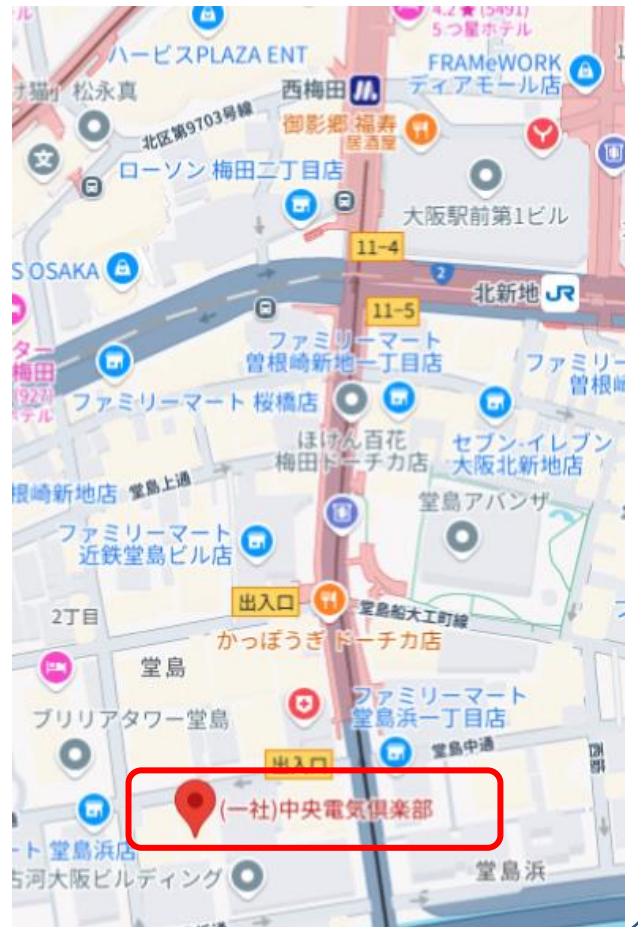 4.2★(5491)
5 つ星ホテル
ハービスPLAZA ENT
FRAMeWORK
ディアモール店
松永真
西梅田
北区第9703号線
御影郷 福寿
居酒屋
ローソン 梅田二丁目店
大阪駅前第1ビル
11-4
S OSAKA
2
北新地 JR
11-5
ター
梅田
(927)
ホテル
ファミリーマート
曽根崎新地一丁目店
ファミリー
曽根崎
ファミリーマート 桜橋店
ほけん百花
梅田ドーチカ店
セブン-イレブン
大阪北新地店
根崎新地店
堂島上通
堂島アバンザ
ファミリーマート
近鉄堂島ビル店
出入口
2丁目
堂島船大工町線
かっぽうぎ ドーチカ店
堂島
ファミリーマート
堂島浜一丁目店
ブリリアタワー堂島
堂島中通
出入口
(一社)中央電気倶楽部
ート 堂島浜店
古河大阪ビルディング
堂島浜